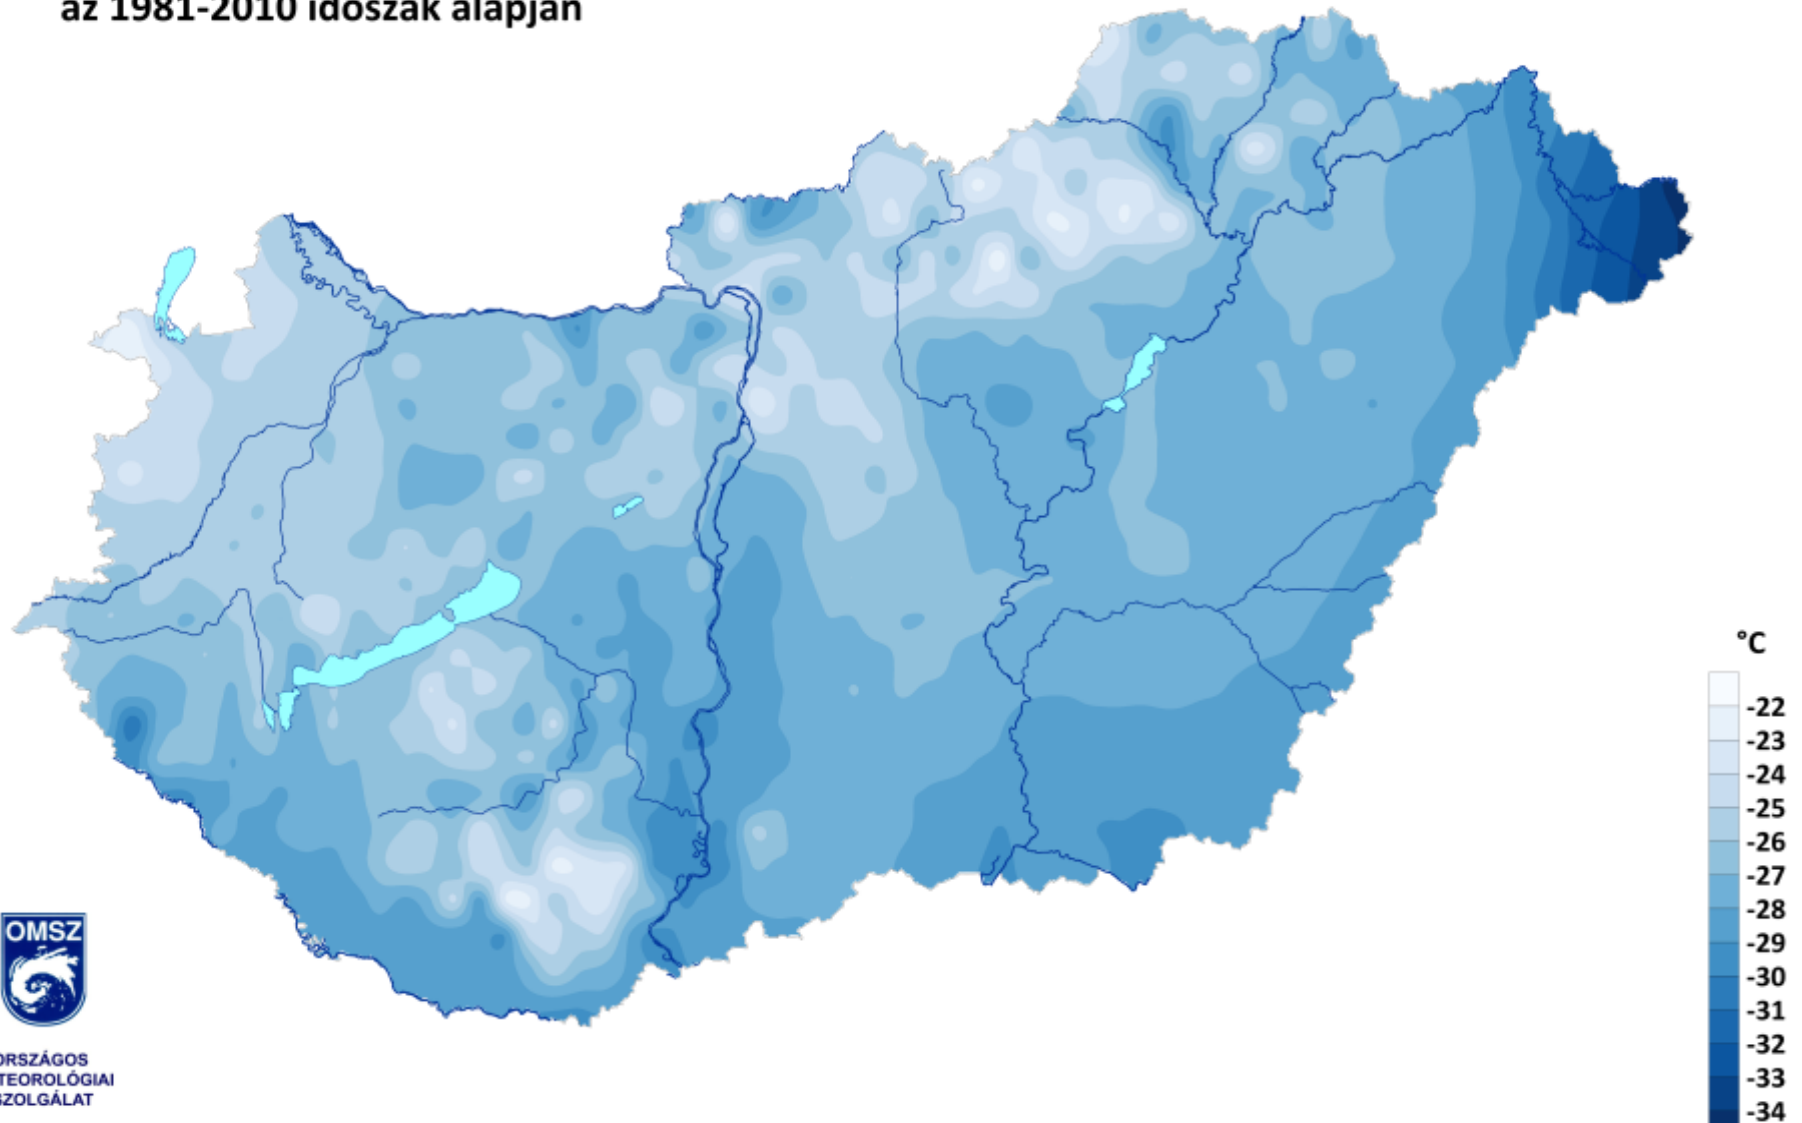 az 1981-2010 időszak alapján
°C
-22
-23
-24
-25
-26
-27
-28
-29
-30
-31
-32
-33
-34
OMSZ
ORSZÁGOS
TEOROLÓGIAI
SZOLGÁLAT